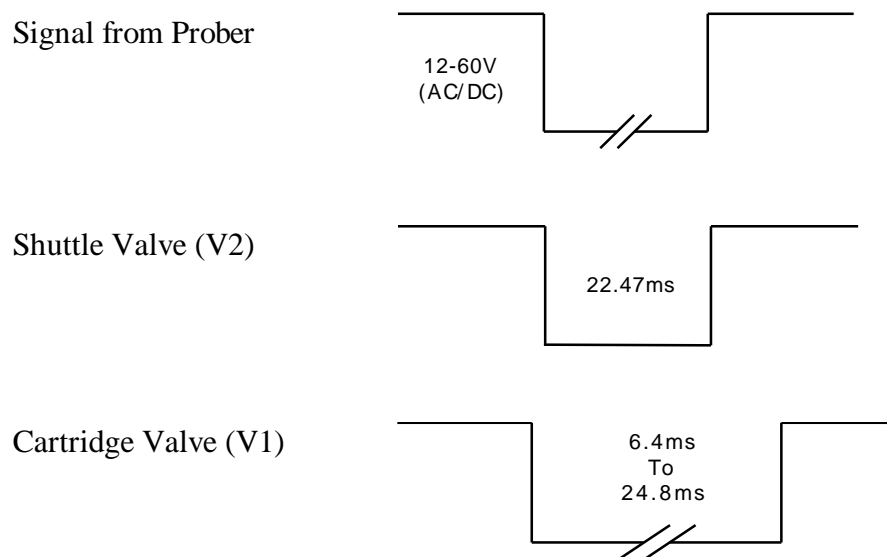 Signal from Prober
12-60V
(AC/DC)
Shuttle Valve (V2)
22.47ms
Cartridge Valve (V1)
6.4ms
To
24.8ms